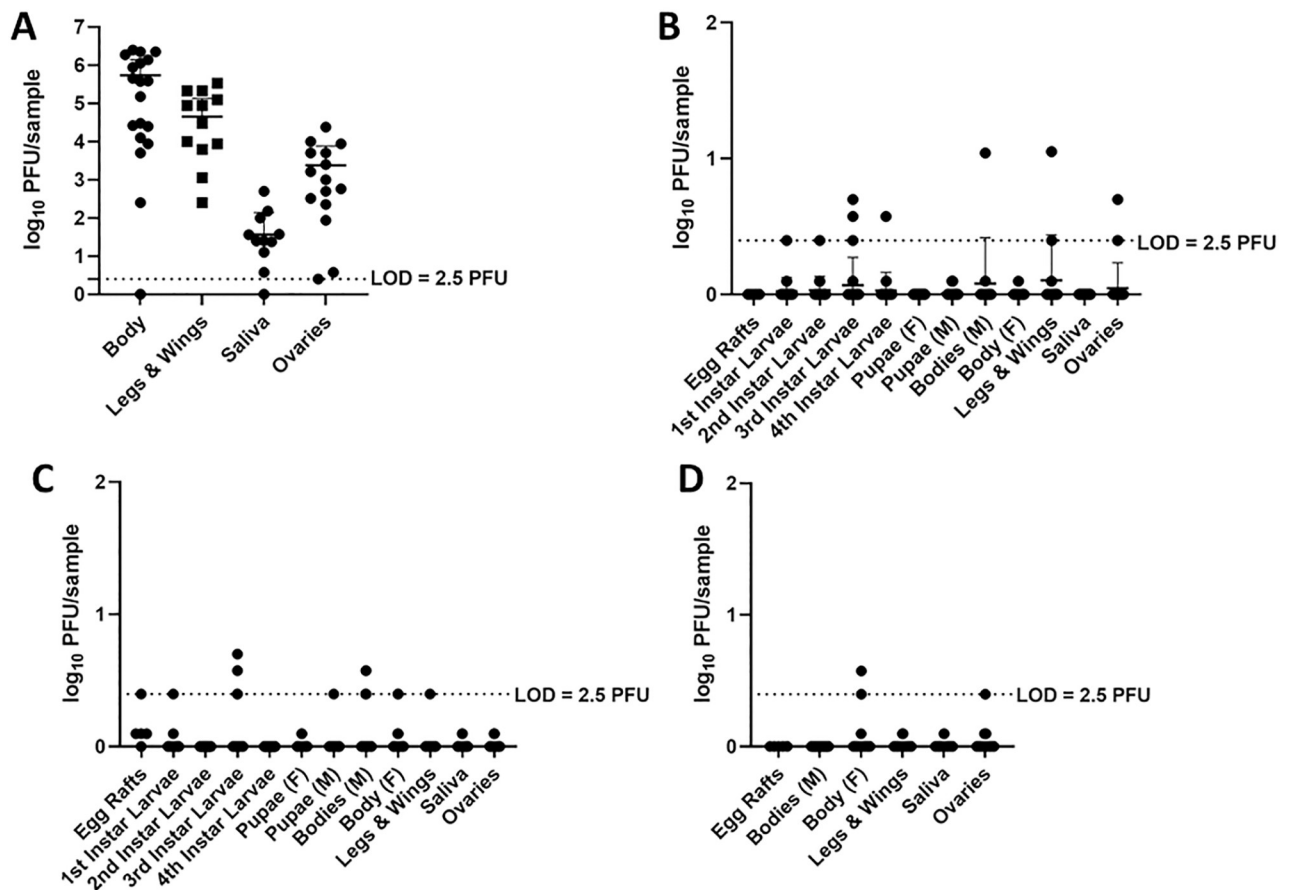 A
log10 PFU/sample
7
6
5
4
3
2
1
0
LOD = 2.5 PFU
Body
Legs & Wings
Saliva
Ovaries
B
log10 PFU/sample
2
1
0
LOD = 2.5 PFU
Egg Rafts
1st Instar Larvae
2nd Instar Larvae
3rd Instar Larvae
4th Instar Larvae
Pupae (F)
Pupae (M)
Bodies (M)
Body (F)
Legs & Wings
Saliva
Ovaries
C
log10 PFU/sample
2
1
0
LOD = 2.5 PFU
Egg Rafts
1st Instar Larvae
2nd Instar Larvae
3rd Instar Larvae
4th Instar Larvae
Pupae (F)
Pupae (M)
Bodies (M)
Body (F)
Legs & Wings
Saliva
Ovaries
D
log10 PFU/sample
2
1
0
LOD = 2.5 PFU
Egg Rafts
Bodies (M)
Body (F)
Legs & Wings
Saliva
Ovaries